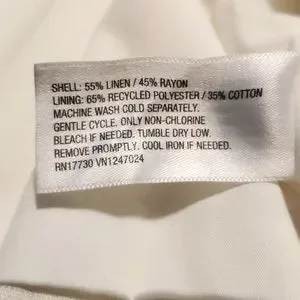 SHELL: 55% LINEN / 45% RAYON
LINING: 65% RECYCLED POLYESTER / 35% COTTON
MACHINE WASH COLD SEPARATELY.
GENTLE CYCLE. ONLY NON-CHLORINE
BLEACH IF NEEDED. TUMBLE DRY LOW.
REMOVE PROMPTLY. COOL IRON IF NEEDED.
RN17730 VN1247024